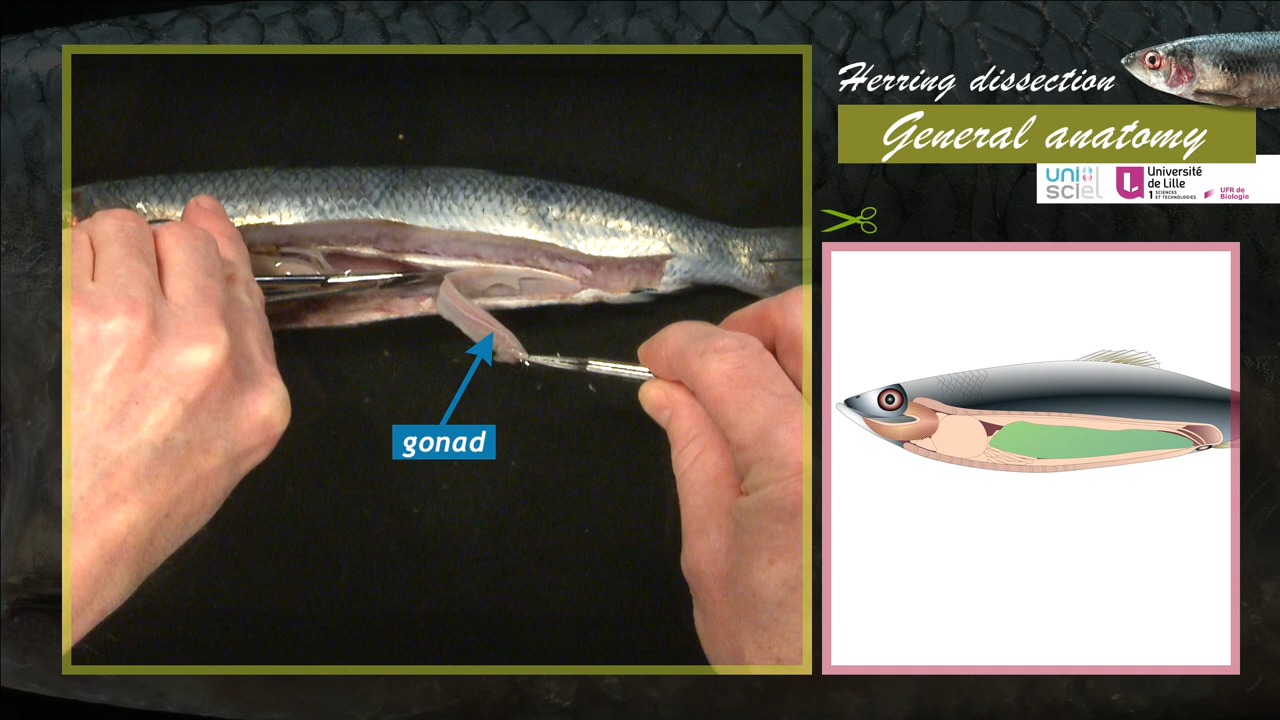 Herring dissection
General anatomy
uni
sciel
Université
de Lille
1 SCIENCES
ET TECHNOLOGIES
UFR de
Biologie
gonad